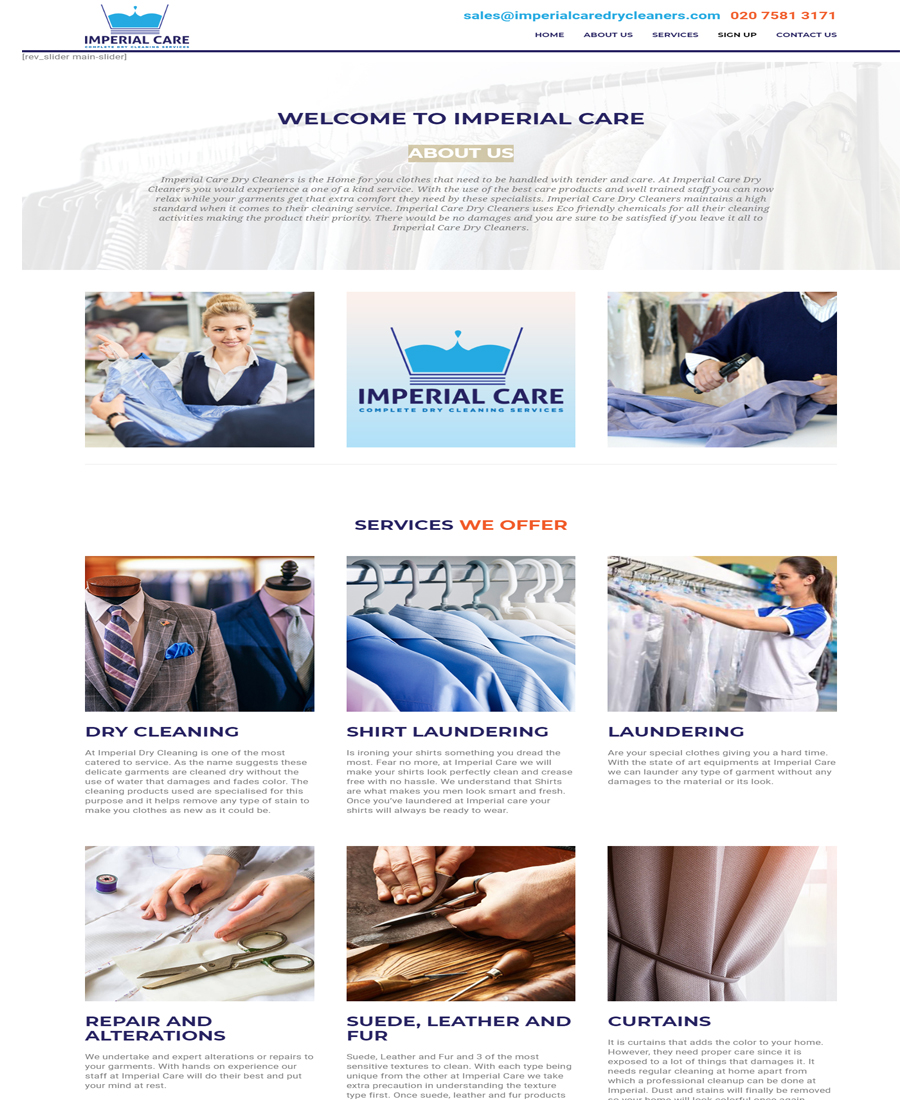 IMPERIAL CARE
COMPLETE DRY CLEANING SERVICES
sales@imperialcaredrycleaners.com 020 7581 3171
HOME ABOUT US SERVICES SIGN UP CONTACT US
[rev_slider main-slider]
WELCOME TO IMPERIAL CARE
ABOUT US
Imperial Care Dry Cleaners is the Home for you clothes that need to be handled with tender and care. At Imperial Care Dry
Cleaners you would experience a one of a kind service. With the use of the best care products and well trained staff you can now
relax while your garments get that extra comfort they need by these specialists. Imperial Care Dry Cleaners maintains a high
standard when it comes to their cleaning service. Imperial Care Dry Cleaners uses Eco friendly chemicals for all their cleaning
activities making the product their priority. There would be no damages and you are sure to be satisfied if you leave it all to
Imperial Care Dry Cleaners.
IMPERIAL CARE
COMPLETE DRY CLEANING SERVICES
SERVICES WE OFFER
DRY CLEANING
At Imperial Dry Cleaning is one of the most
catered to service. As the name suggests these
delicate garments are cleaned dry without the
use of water that damages and fades color. The
cleaning products used are specialised for this
purpose and it helps remove any type of stain to
make you clothes as new as it could be.
SHIRT LAUNDERING
Is ironing your shirts something you dread the
most. Fear no more, at Imperial Care we will
make your shirts look perfectly clean and crease
free with no hassle. We understand that Shirts
are what makes you men look smart and fresh.
Once you've laundered at Imperial care your
shirts will always be ready to wear.
LAUNDERING
Are your special clothes giving you a hard time.
With the state of art equipments at Imperial Care
we can launder any type of garment without any
damages to the material or its look.
REPAIR AND
ALTERATIONS
We undertake and expert alterations or repairs to
your garments. With hands on experience our
staff at Imperial Care will do their best and put
your mind at rest.
SUEDE, LEATHER AND
FUR
Suede, Leather and Fur and 3 of the most
sensitive textures to clean. With each type being
unique from the other at Imperial Care we take
extra precaution in understanding the texture
type first. Once suede, leather and fur products
CURTAINS
It is curtains that adds the color to your home.
However, they need proper care since it is
exposed to a lot of things that damages it. It
needs regular cleaning at home apart from
which a professional cleanup can be done at
Imperial. Dust and stains will finally be removed
so your home will look colorful once again.